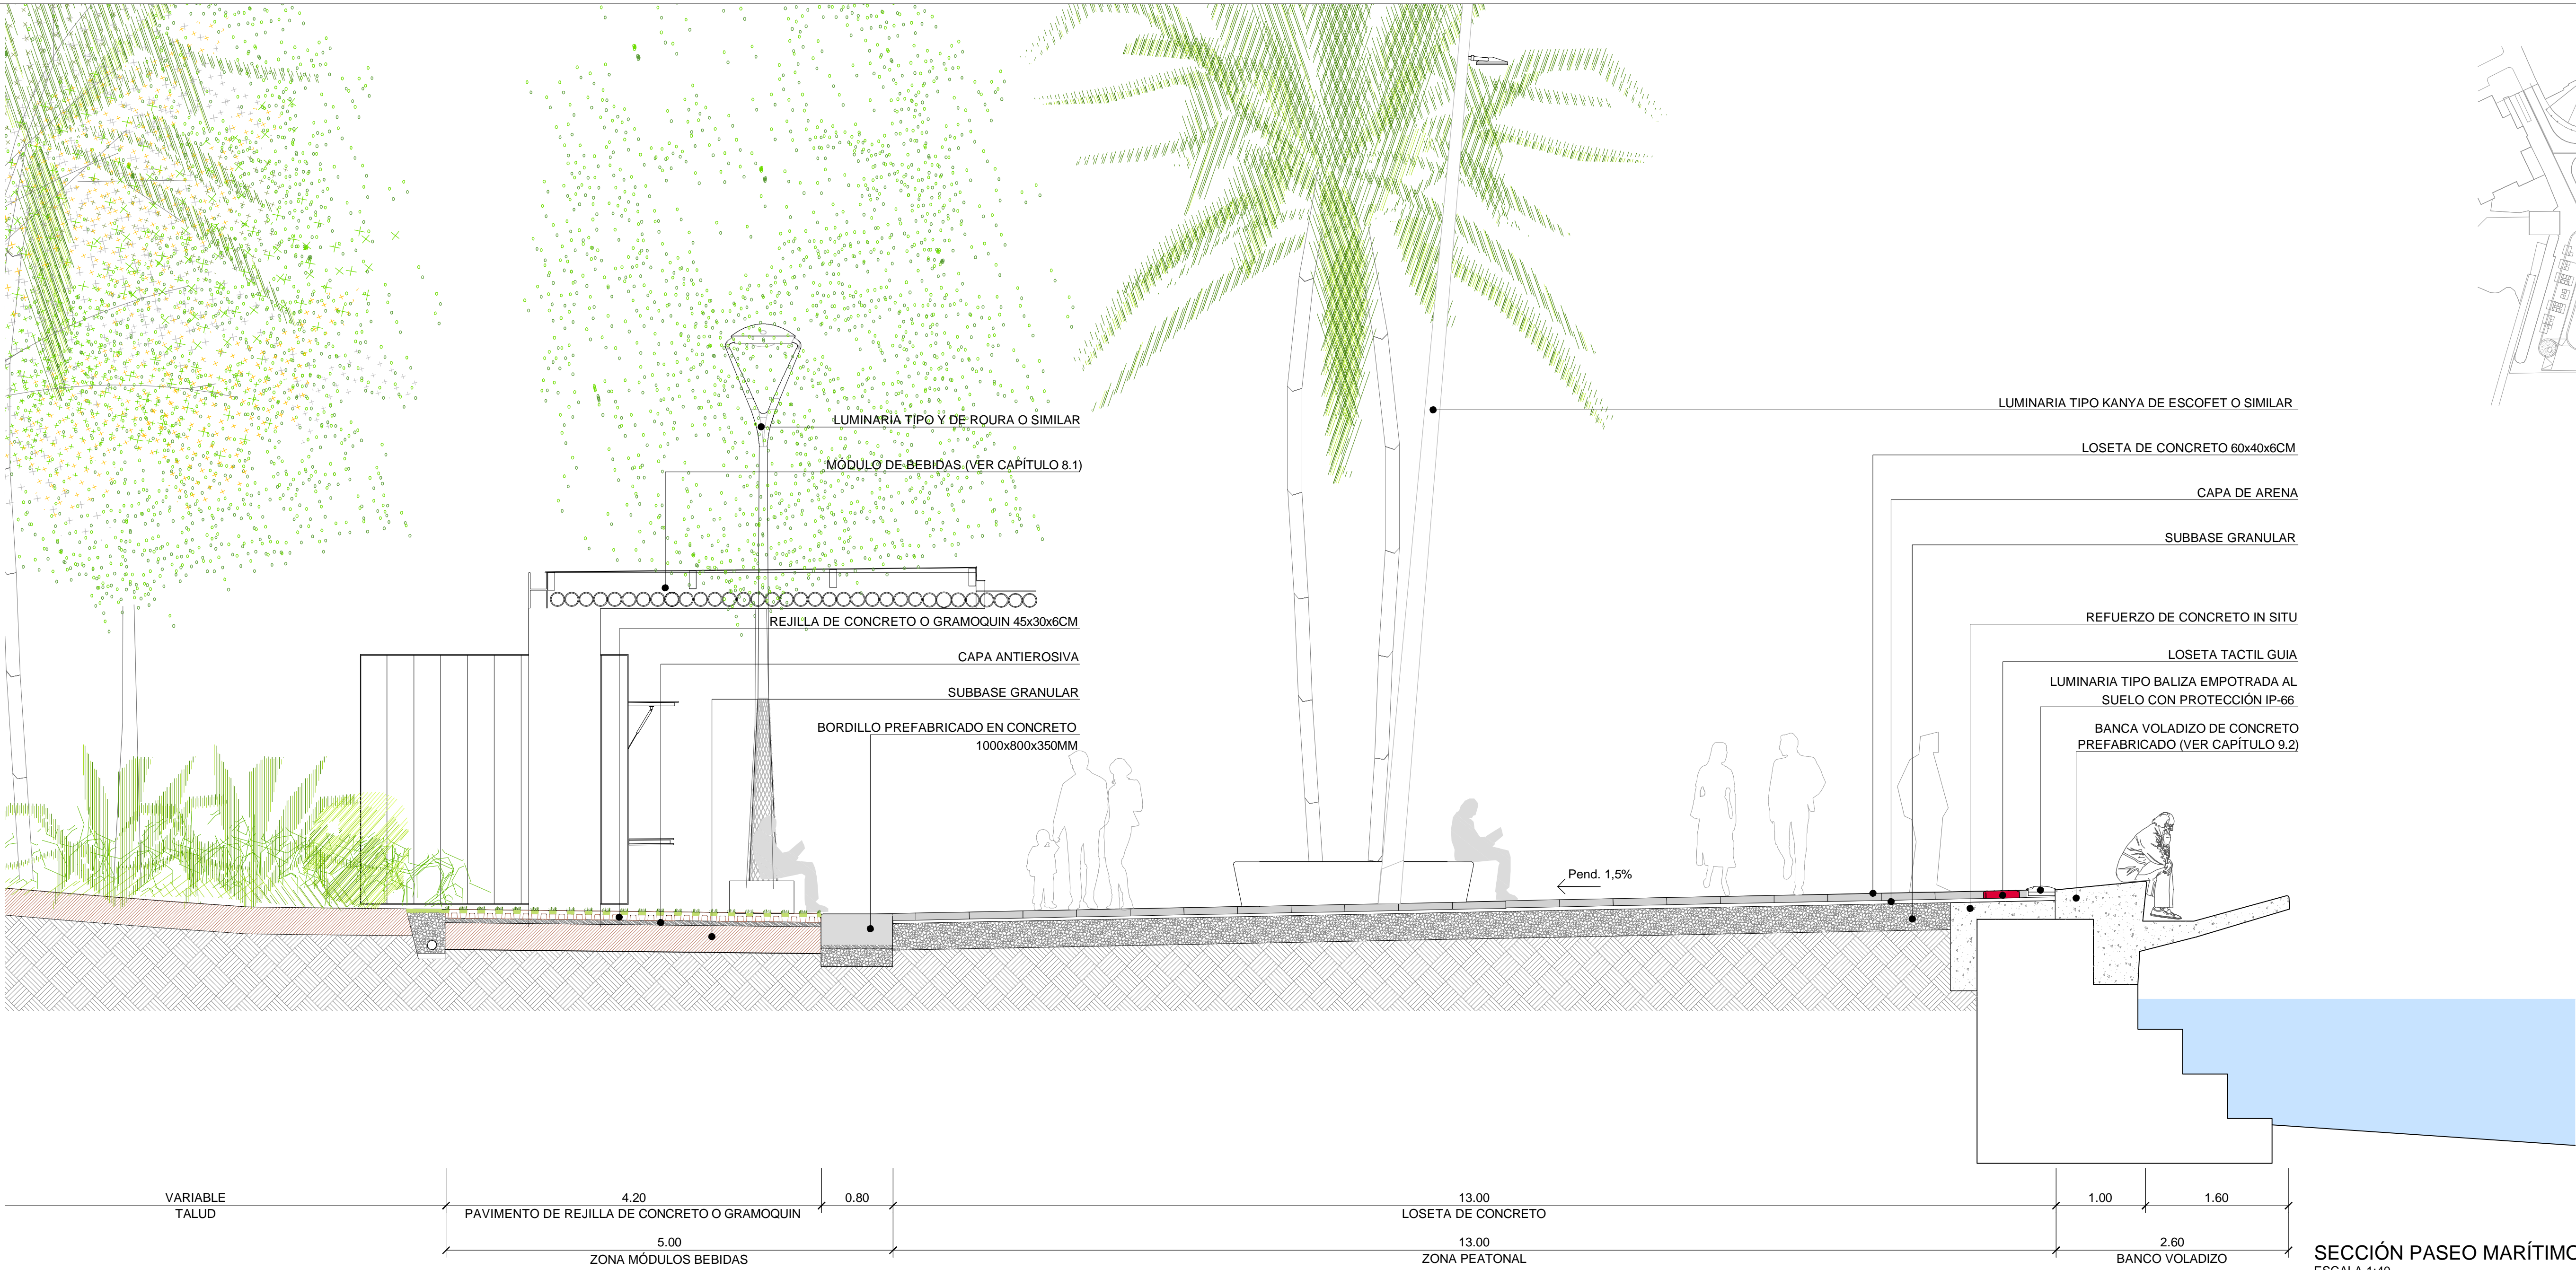 LUMINARIA TIPO Y DE ROURA O SIMILAR
MÓDULO DE BEBIDAS (VER CAPÍTULO 8.1)
REJILLA DE CONCRETO O GRAMOQUIN 45x30x6CM
CAPA ANTIEROSIVA
SUBBASE GRANULAR
BORDILLO PREFABRICADO EN CONCRETO
1000x800x350MM
LUMINARIA TIPO KANYA DE ESCOFET O SIMILAR
LOSETA DE CONCRETO 60x40x6CM
CAPA DE ARENA
SUBBASE GRANULAR
REFUERZO DE CONCRETO IN SITU
LOSETA TACTIL GUIA
LUMINARIA TIPO BALIZA EMPOTRADA AL
SUELO CON PROTECCIÓN IP-66
BANCA VOLADIZO DE CONCRETO
PREFABRICADO (VER CAPÍTULO 9.2)
Pend. 1,5%
VARIABLE
TALUD
4.20
PAVIMENTO DE REJILLA DE CONCRETO O GRAMOQUIN
0.80
13.00
LOSETA DE CONCRETO
1.00
1.60
5.00
ZONA MÓDULOS BEBIDAS
13.00
ZONA PEATONAL
2.60
BANCO VOLADIZO
SECCIÓN PASEO MARÍTIMO
ESCALA 1:40